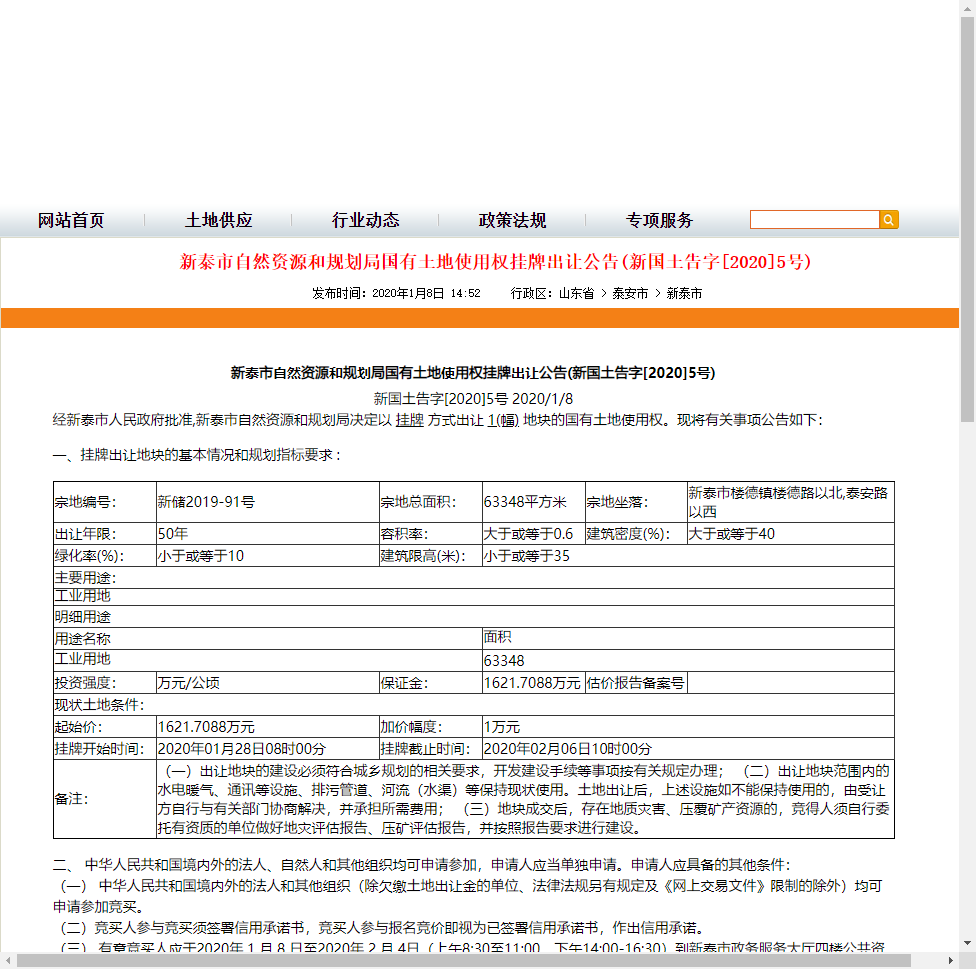 网站首页 土地供应 行业动态 政策法规 专项服务
新泰市自然资源和规划局国有土地使用权挂牌出让公告(新国土告字[2020]5号)
发布时间：2020年1月8日 14:52 行政区：山东省 > 泰安市 > 新泰市
新泰市自然资源和规划局国有土地使用权挂牌出让公告(新国土告字[2020]5号)
新国土告字[2020]5号 2020/1/8
经新泰市人民政府批准,新泰市自然资源和规划局决定以 挂牌 方式出让 1(幅) 地块的国有土地使用权。现将有关事项公告如下：
一、挂牌出让地块的基本情况和规划指标要求：
宗地编号： 新储2019-91号 宗地总面积： 63348平方米 宗地坐落： 新泰市楼德镇楼德路以北,泰安路
以西
出让年限： 50年 容积率： 大于或等于0.6 建筑密度(%)： 大于或等于40
绿化率(%)： 小于或等于10 建筑限高(米)： 小于或等于35
主要用途：
工业用地
明细用途
用途名称 面积
工业用地 63348
投资强度： 万元/公顷 保证金： 1621.7088万元 估价报告备案号
现状土地条件：
起始价： 1621.7088万元 加价幅度： 1万元
挂牌开始时间： 2020年01月28日08时00分 挂牌截止时间： 2020年02月06日10时00分
备注： （一）出让地块的建设必须符合城乡规划的相关要求，开发建设手续等事项按有关规定办理； （二）出让地块范围内的
水电暖气、通讯等设施、排污管道、河流（水渠）等保持现状使用。土地出让后，上述设施如不能保持使用的，由受让
方自行与有关部门协商解决，并承担所需费用； （三）地块成交后，存在地质灾害、压覆矿产资源的，竞得人须自行委
托有资质的单位做好地灾评估报告、压矿评估报告，并按照报告要求进行建设。
二、 中华人民共和国境内外的法人、自然人和其他组织均可申请参加，申请人应当单独申请。申请人应具备的其他条件：
（一） 中华人民共和国境内外的法人和其他组织（除欠缴土地出让金的单位、法律法规另有规定及《网上交易文件》限制的除外）均可
申请参加竞买。
（二）竞买人参与竞买须签署信用承诺书，竞买人参与报名竞价即视为已签署信用承诺书，作出信用承诺。
（三） 有意竞买人应于2020年 1 月 8 日至2020年 2 月 4日（上午8:30至11:00、下午14:00-16:30）到新泰市政务服务大厅四楼公共资